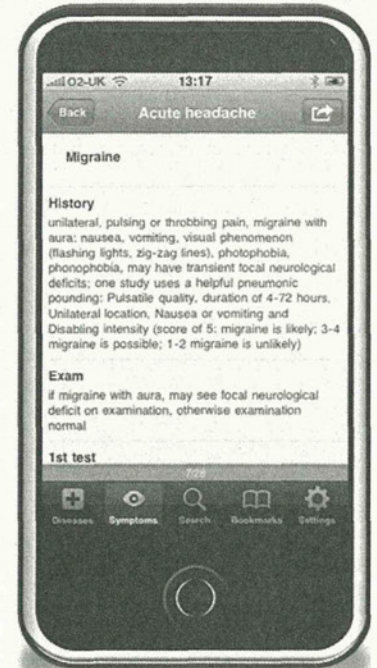 O2-UK 13:17
Back Acute headache
Migraine
History
unilateral, pulsing or throbbing pain, migraine with
aura: nausea, vomiting, visual phenomenon
(flashing lights, zig-zag lines), photophobia,
phonophobia, may have transient focal neurological
deficits; one study uses a helpful pneumonic
pounding: Pulsatile quality, duration of 4-72 hours,
Unilateral location, Nausea or vomiting and
Disabling intensity (score of 5: migraine is likely; 3-4
migraine is possible; 1-2 migraine is unlikely)
Exam
if migraine with aura, may see focal neurological
deficit on examination, otherwise examination
normal
1st test
7/28
Diseases Symptoms Search Bookmarks Settings